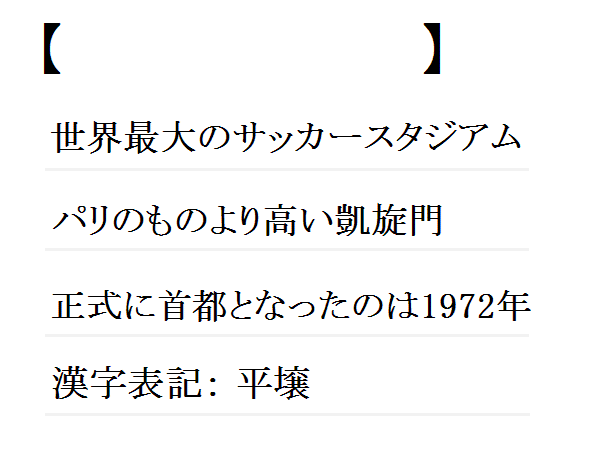 【　　　　　　　　　】
世界最大のサッカースタジアム
パリのものより高い凱旋門
正式に首都となったのは1972年
漢字表記： 平壌